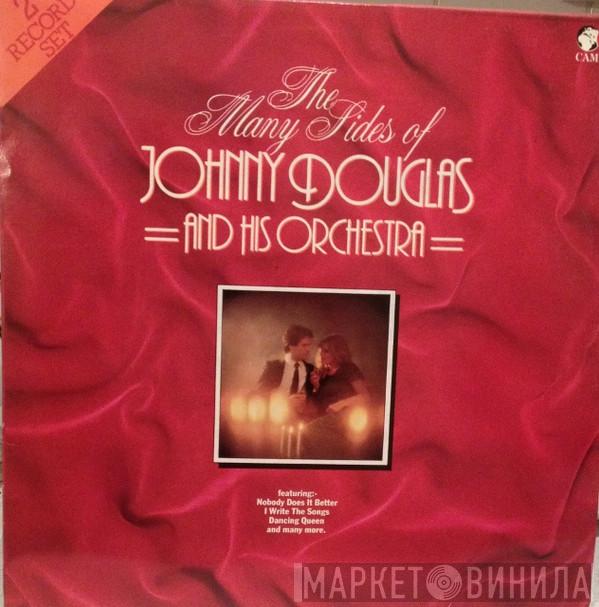 2
RECORD
SET
CAM
The
Many Sides of
JOHNNY DOUGLAS
AND HIS ORCHESTRA
featuring:-
Nobody Does It Better
I Write The Songs
Dancing Queen
and many more.
МАРКЕТ ВИНИЛА